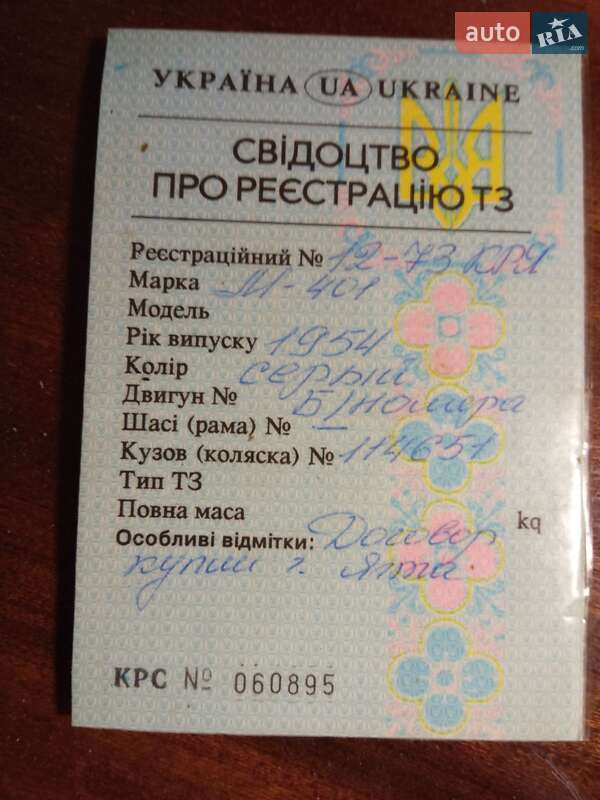 auto RIA .com
УКРАЇНА UA UKRAINE
СВІДОЦТВО
ПРО РЕЄСТРАЦІЮ ТЗ
Реєстраційний № 12-73 КРЯ
Марка М-401
Модель
Рік випуску 1954
Колір серый
Двигун № Б/номера
Шасі (рама) № —
Кузов (коляска) № 114651
Тип ТЗ
Повна маса kq
Особливі відмітки: Договор
купли г. Ялта
КРС № 060895